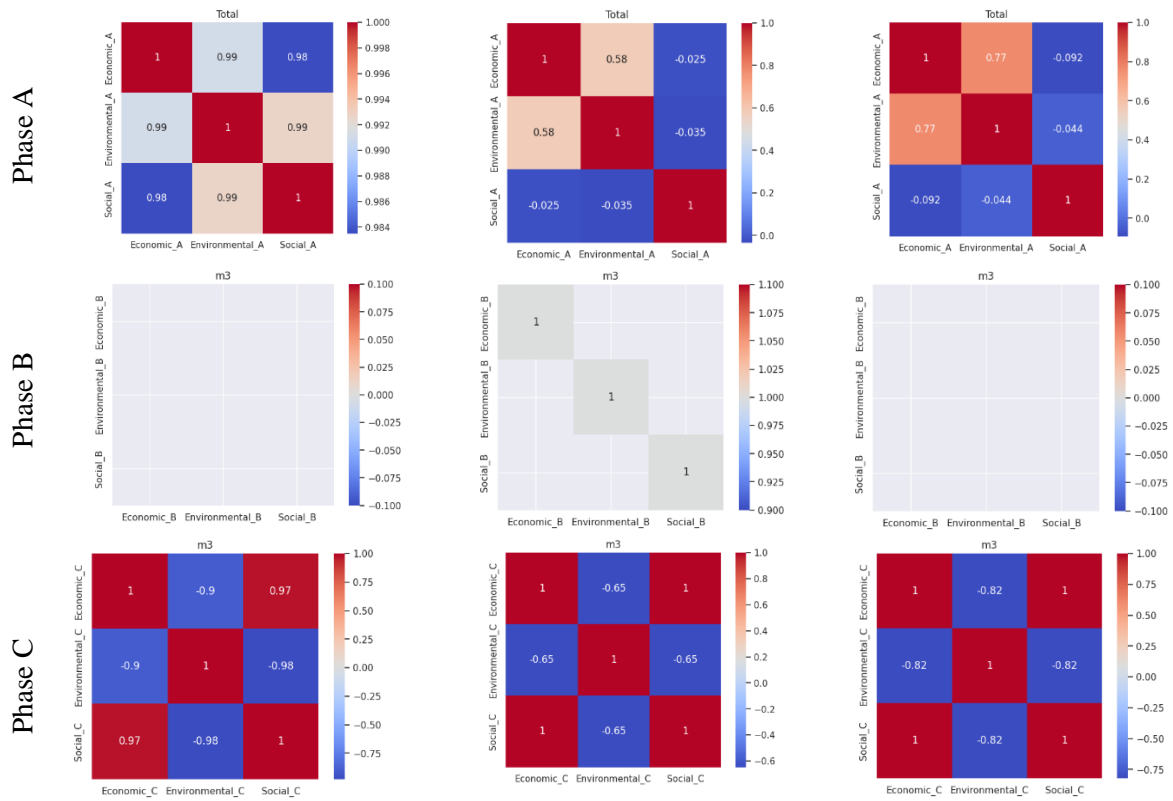 Phase A
Total
Economic_A
Environmental_A
Social_A
1 0.99 0.98
0.99 1 0.99
0.98 0.99 1
Economic_A Environmental_A Social_A
1.000
0.998
0.996
0.994
0.992
0.990
0.988
0.986
0.984
Total
Economic_A
Environmental_A
Social_A
1 0.58 -0.025
0.58 1 -0.035
-0.025 -0.035 1
Economic_A Environmental_A Social_A
1.0
0.8
0.6
0.4
0.2
0.0
Total
Economic_A
Environmental_A
Social_A
1 0.77 -0.092
0.77 1 -0.044
-0.092 -0.044 1
Economic_A Environmental_A Social_A
1.0
0.8
0.6
0.4
0.2
0.0
Phase B
m3
Economic_B
Environmental_B
Social_B
Economic_B Environmental_B Social_B
0.100
0.075
0.050
0.025
0.000
−0.025
−0.050
−0.075
−0.100
m3
Economic_B
Environmental_B
Social_B
1
1
1
Economic_B Environmental_B Social_B
1.100
1.075
1.050
1.025
1.000
0.975
0.950
0.925
0.900
m3
Economic_B
Environmental_B
Social_B
Economic_B Environmental_B Social_B
0.100
0.075
0.050
0.025
0.000
−0.025
−0.050
−0.075
−0.100
Phase C
m3
Economic_C
Environmental_C
Social_C
1 -0.9 0.97
-0.9 1 -0.98
0.97 -0.98 1
Economic_C Environmental_C Social_C
1.00
0.75
0.50
0.25
0.00
−0.25
−0.50
−0.75
m3
Economic_C
Environmental_C
Social_C
1 -0.65 1
-0.65 1 -0.65
1 -0.65 1
Economic_C Environmental_C Social_C
1.0
0.8
0.6
0.4
0.2
0.0
−0.2
−0.4
−0.6
m3
Economic_C
Environmental_C
Social_C
1 -0.82 1
-0.82 1 -0.82
1 -0.82 1
Economic_C Environmental_C Social_C
1.00
0.75
0.50
0.25
0.00
−0.25
−0.50
−0.75